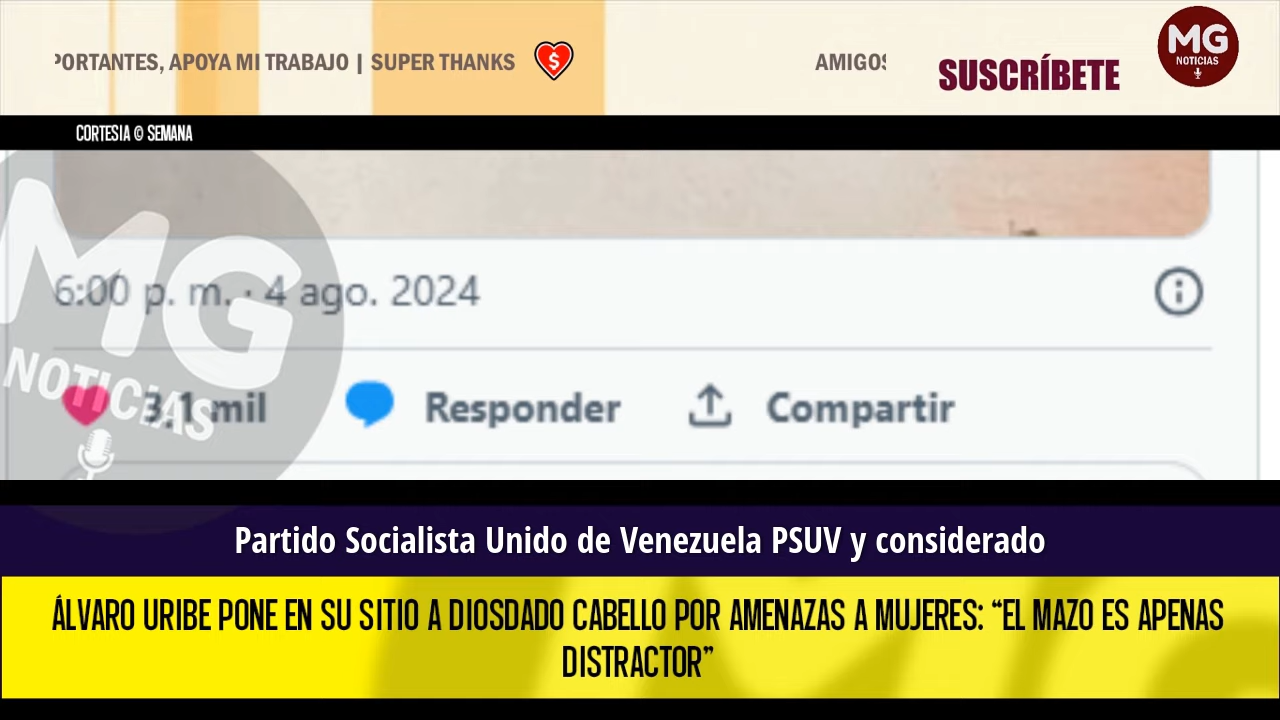 PORTANTES, APOYA MI TRABAJO | SUPER THANKS
AMIGOS
SUSCRÍBETE
MG
NOTICIAS
CORTESIA © SEMANA
MG
NOTICIAS
6:00 p. m. · 4 ago. 2024
3,1 mil
Responder
Compartir
Partido Socialista Unido de Venezuela PSUV y considerado
ÁLVARO URIBE PONE EN SU SITIO A DIOSDADO CABELLO POR AMENAZAS A MUJERES: “EL MAZO ES APENAS
DISTRACTOR”